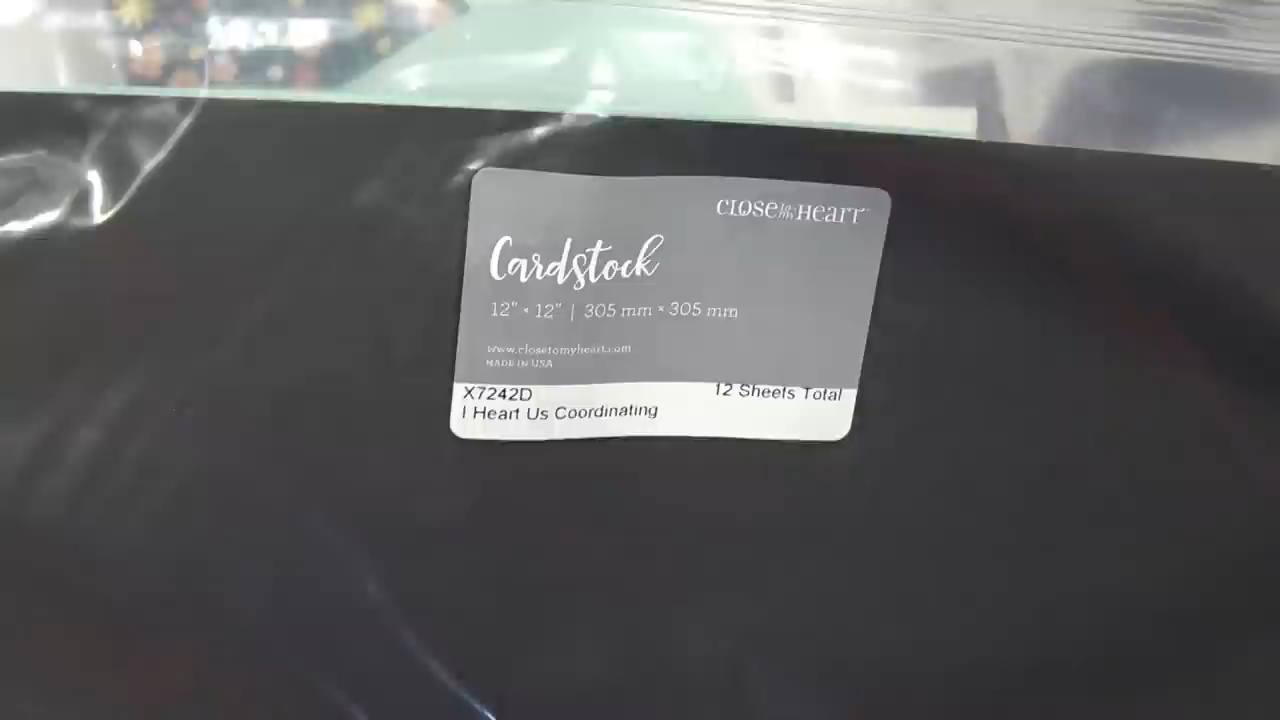 CLOSE to my HEART™
Cardstock
12" × 12" | 305 mm × 305 mm
www.closetomyheart.com
MADE IN USA
X7242D 12 Sheets Total
I Heart Us Coordinating